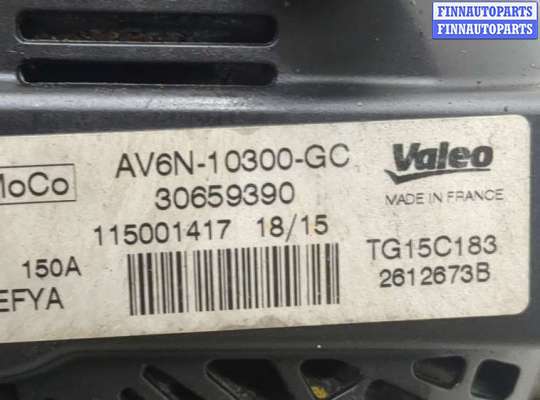 FINNAUTOPARTS
FINNAUTOPARTS
MoCo
AV6N-10300-GC
30659390
115001417 18/15
150A
EFYA
Valeo
MADE IN FRANCE
TG15C183
2612673B